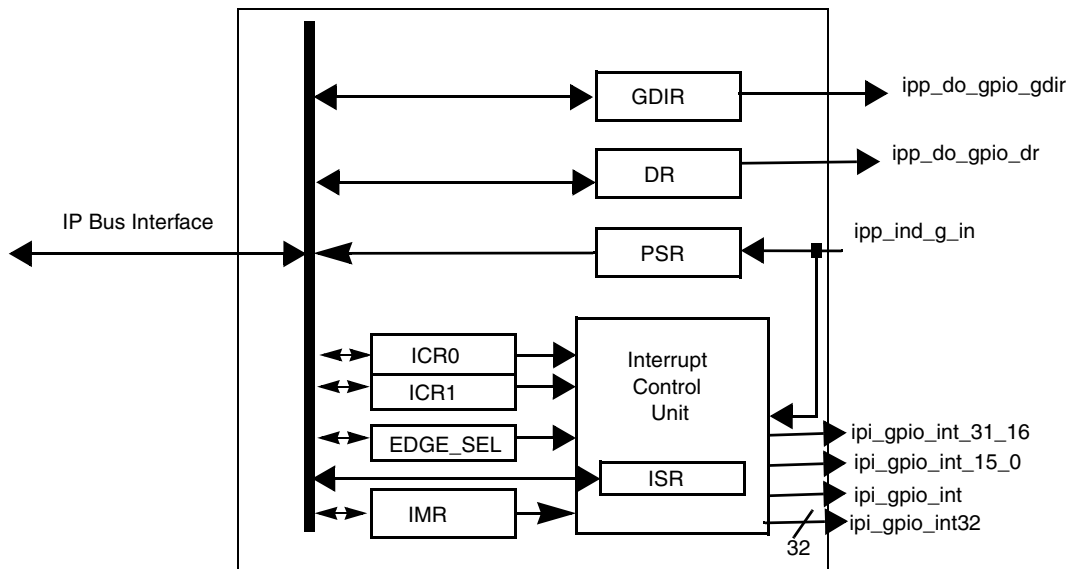 GDIR
ipp_do_gpio_gdir
DR
ipp_do_gpio_dr
IP Bus Interface
PSR
ipp_ind_g_in
ICR0
ICR1
EDGE_SEL
IMR
Interrupt
Control
Unit
ISR
ipi_gpio_int_31_16
ipi_gpio_int_15_0
ipi_gpio_int
ipi_gpio_int32
32